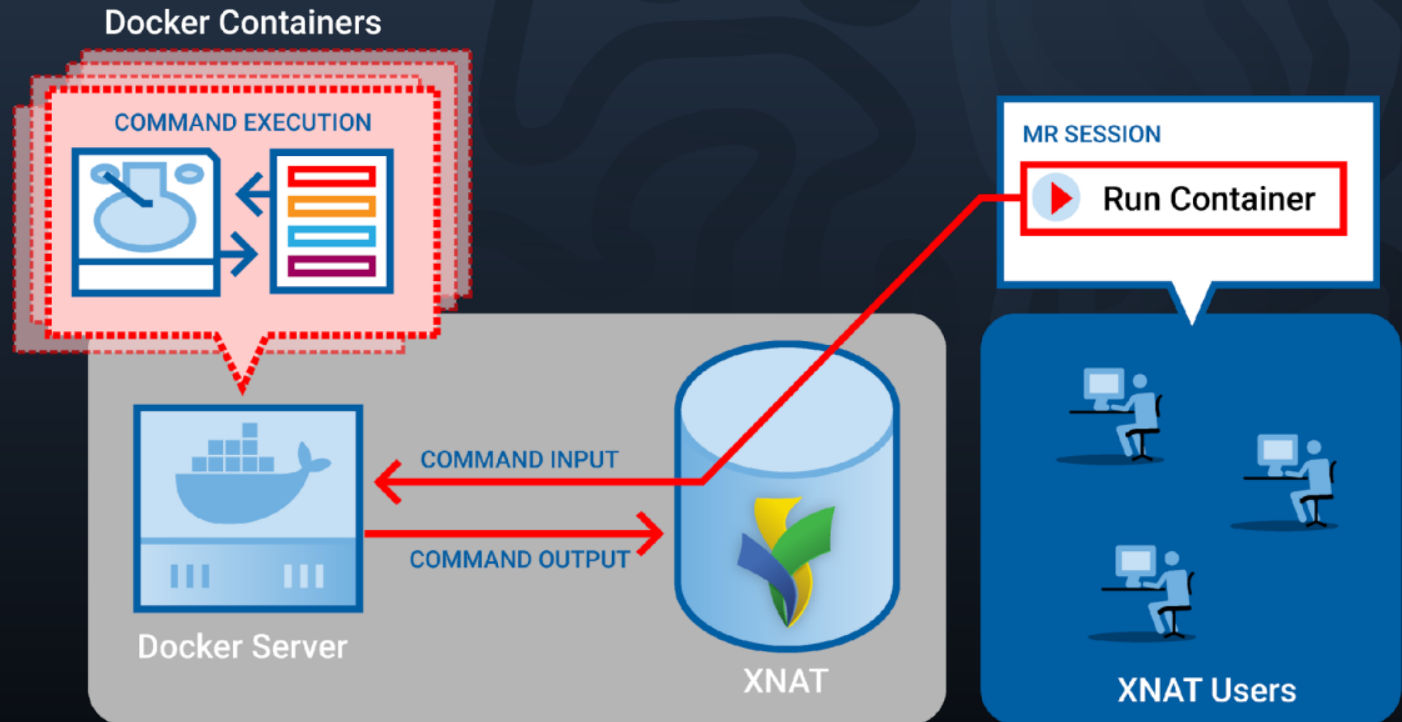 Docker Containers
COMMAND EXECUTION
MR SESSION
Run Container
COMMAND INPUT
COMMAND OUTPUT
Docker Server
XNAT
XNAT Users